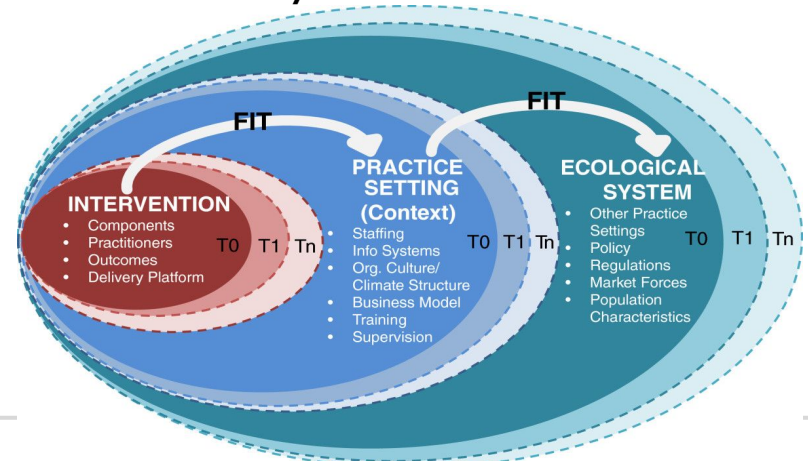 FIT
FIT
INTERVENTION
• Components
• Practitioners
• Outcomes
• Delivery Platform
T0 T1 Tn
PRACTICE
SETTING
(Context)
• Staffing
• Info Systems
• Org. Culture/
Climate Structure
• Business Model
• Training
• Supervision
T0 T1 Tn
ECOLOGICAL
SYSTEM
• Other Practice
Settings
• Policy
• Regulations
• Market Forces
• Population
Characteristics
T0 T1 Tn